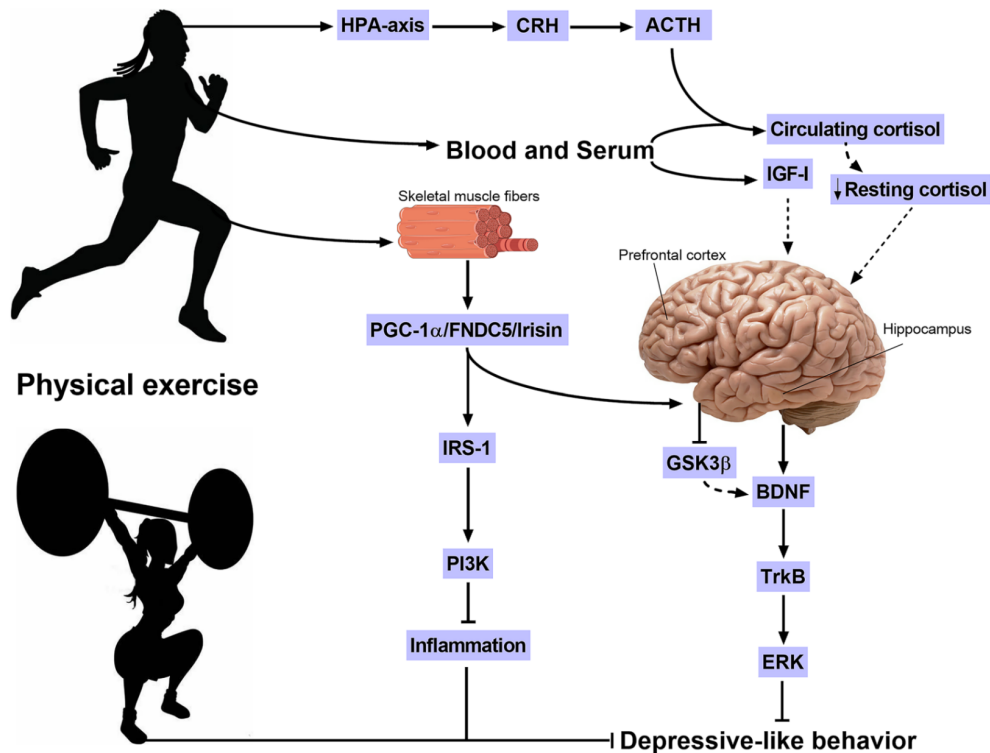 HPA-axis
CRH
ACTH
Blood and Serum
Circulating cortisol
IGF-I
↓ Resting cortisol
Skeletal muscle fibers
Prefrontal cortex
Hippocampus
PGC-1α/FNDC5/Irisin
Physical exercise
IRS-1
GSK3β
BDNF
PI3K
TrkB
Inflammation
ERK
Depressive-like behavior